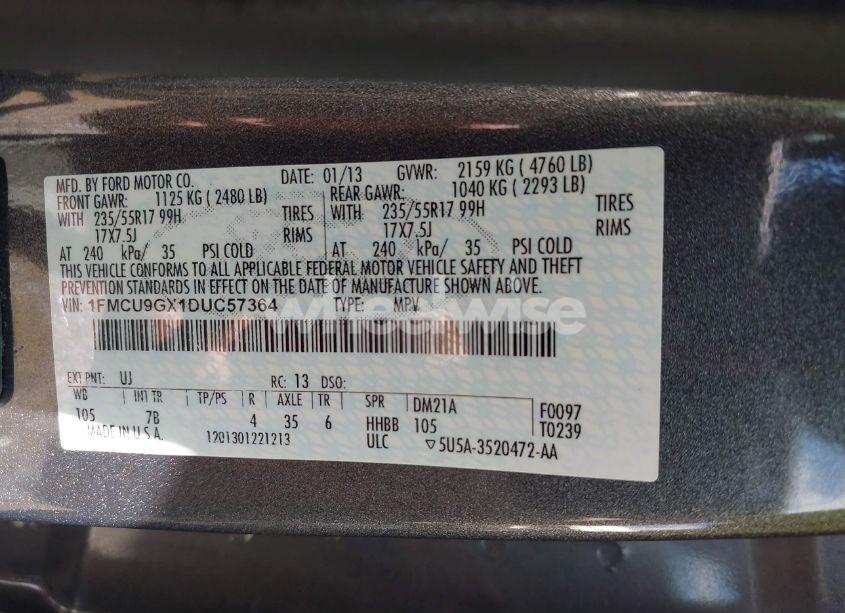 MFD. BY FORD MOTOR CO. DATE: 01/13 GVWR: 2159 KG ( 4760 LB)
FRONT GAWR: 1125 KG ( 2480 LB) REAR GAWR: 1040 KG ( 2293 LB)
WITH 235/55R17 99H TIRES WITH 235/55R17 99H TIRES
17X7.5J RIMS 17X7.5J RIMS
AT 240 kPa/ 35 PSI COLD AT 240 kPa/ 35 PSI COLD
THIS VEHICLE CONFORMS TO ALL APPLICABLE FEDERAL MOTOR VEHICLE SAFETY AND THEFT
PREVENTION STANDARDS IN EFFECT ON THE DATE OF MANUFACTURE SHOWN ABOVE.
VIN: 1FMCU9GX1DUC57364 TYPE: MPV
wheelwise
EXT PNT: UJ RC: 13 DSO:
WB INT TR TP/PS R AXLE TR SPR DM21A F0097
105 7B 4 35 6 HHBB 105 T0239
MADE IN U.S.A. 1201301221213 ULC ▽5U5A-3520472-AA